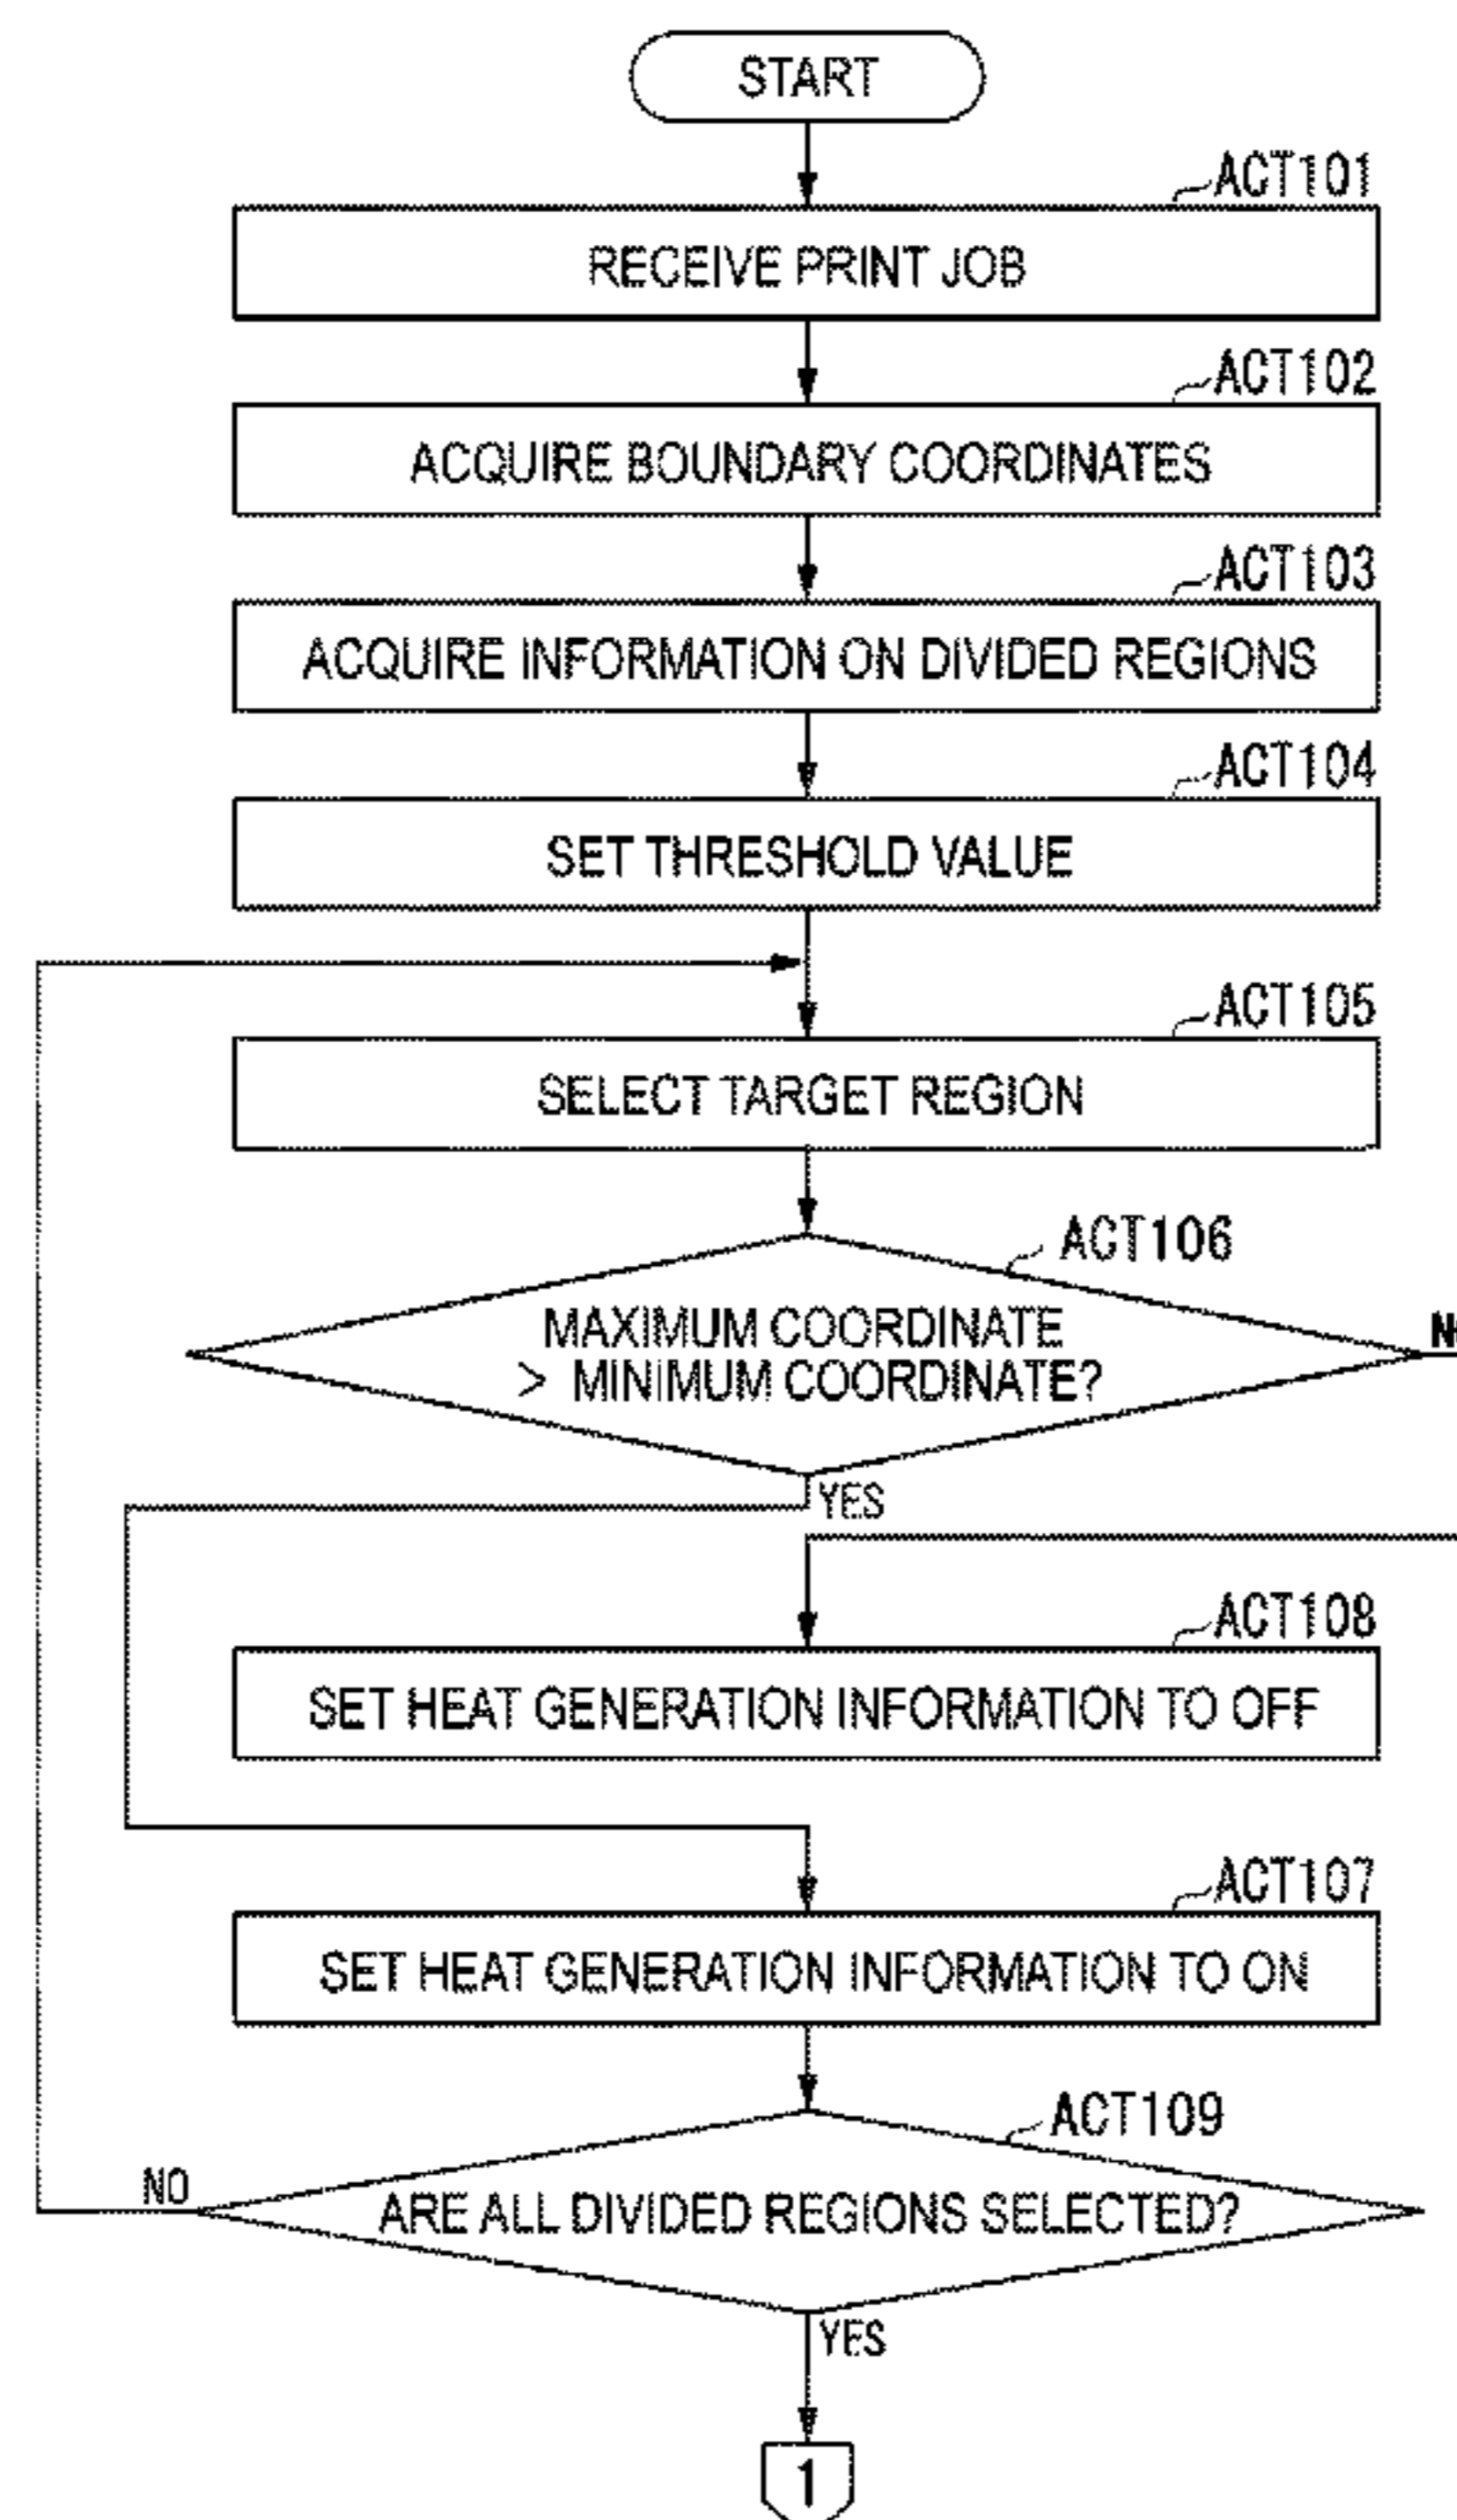 START
ACT101
RECEIVE PRINT JOB
ACT102
ACQUIRE BOUNDARY COORDINATES
ACT103
ACQUIRE INFORMATION ON DIVIDED REGIONS
ACT104
SET THRESHOLD VALUE
ACT105
SELECT TARGET REGION
ACT106
MAXIMUM COORDINATE
> MINIMUM COORDINATE?
YES
ACT108
SET HEAT GENERATION INFORMATION TO OFF
ACT107
SET HEAT GENERATION INFORMATION TO ON
ACT109
NO
ARE ALL DIVIDED REGIONS SELECTED?
YES
1